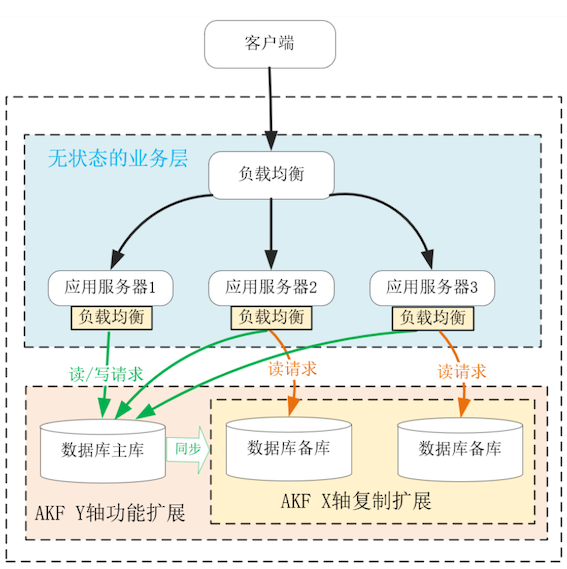 客户端
无状态的业务层
负载均衡
应用服务器1
应用服务器2
应用服务器3
负载均衡
负载均衡
负载均衡
读/写请求
读请求
读请求
数据库主库
同步
数据库备库
数据库备库
AKF Y轴功能扩展
AKF X轴复制扩展